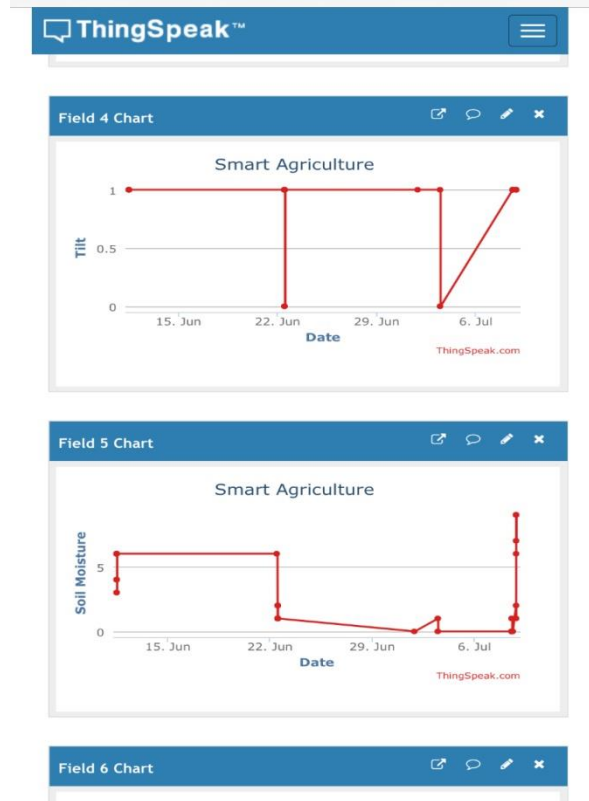 ThingSpeak™
Field 4 Chart
Smart Agriculture
1
0.5
0
Tilt
15. Jun 22. Jun 29. Jun 6. Jul
Date
ThingSpeak.com
Field 5 Chart
Smart Agriculture
5
0
Soil Moisture
15. Jun 22. Jun 29. Jun 6. Jul
Date
ThingSpeak.com
Field 6 Chart